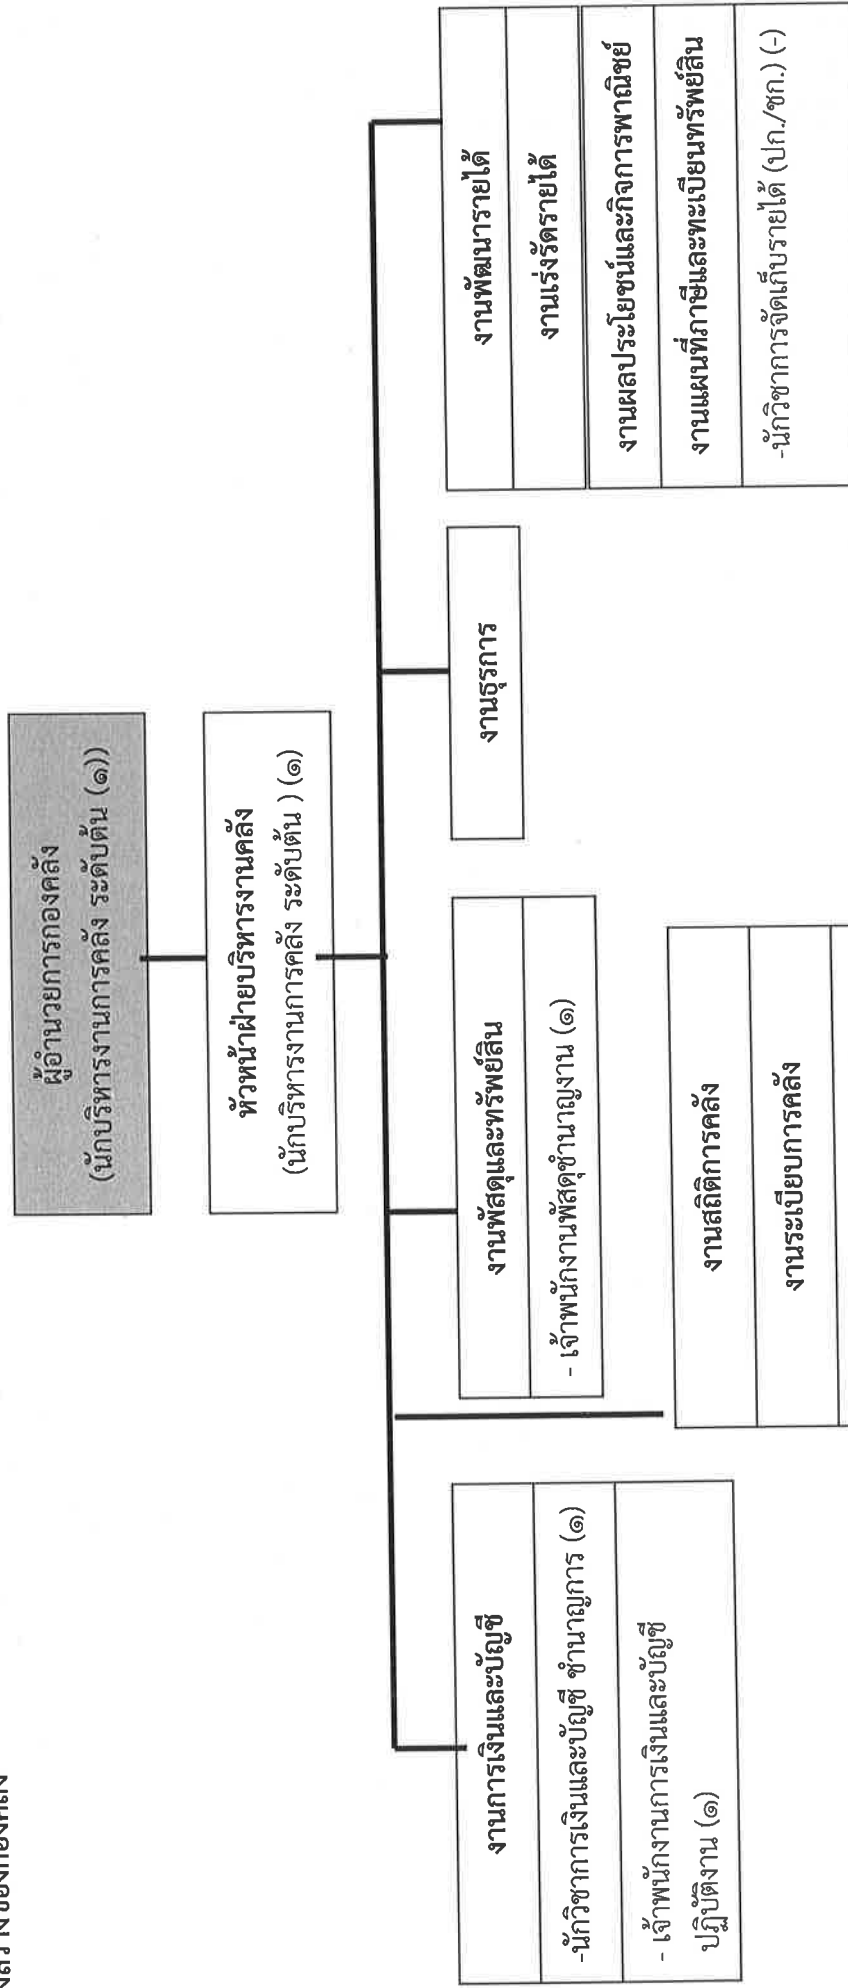 ของกองคลัง
ผู้อำนวยการกองคลัง
(นักบริหารงานการคลัง ระดับต้น (๑))
หัวหน้าฝ่ายบริหารงานคลัง
(นักบริหารงานการคลัง ระดับต้น ) (๑)
งานการเงินและบัญชี
-นักวิชาการเงินและบัญชี ชำนาญการ (๑)
- เจ้าพนักงานการเงินและบัญชี
ปฏิบัติงาน (๑)
งานพัสดุและทรัพย์สิน
- เจ้าพนักงานพัสดุชำนาญงาน (๑)
งานสถิติการคลัง
งานระเบียบการคลัง
งานธุรการ
งานพัฒนารายได้
งานเร่งรัดรายได้
งานผลประโยชน์และกิจการพาณิชย์
งานแผนที่ภาษีและทะเบียนทรัพย์สิน
-นักวิชาการจัดเก็บรายได้ (ปก./ชก.) (-)